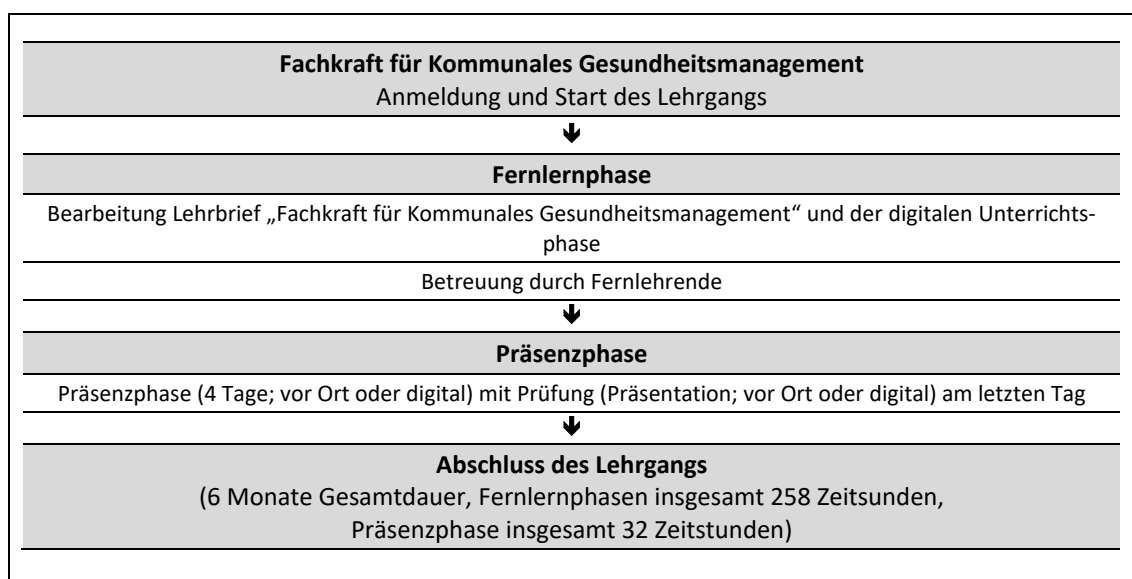 Fachkraft für Kommunales Gesundheitsmanagement
Anmeldung und Start des Lehrgangs
Fernlernphase
Bearbeitung Lehrbrief „Fachkraft für Kommunales Gesundheitsmanagement“ und der digitalen Unterrichts-
phase
Betreuung durch Fernlehrende
Präsenzphase
Präsenzphase (4 Tage; vor Ort oder digital) mit Prüfung (Präsentation; vor Ort oder digital) am letzten Tag
Abschluss des Lehrgangs
(6 Monate Gesamtdauer, Fernlernphasen insgesamt 258 Zeitsunden,
Präsenzphase insgesamt 32 Zeitstunden)